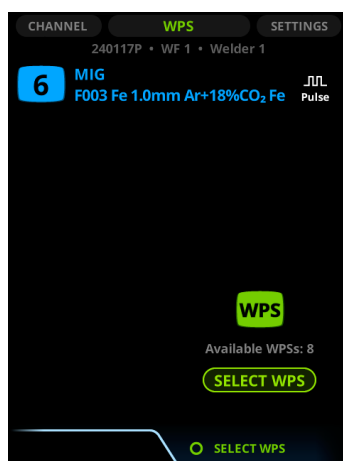 CHANNEL WPS SETTINGS
240117P • WF 1 • Welder 1
6 MIG
F003 Fe 1.0mm Ar+18%CO₂ Fe Pulse
WPS
Available WPSs: 8
SELECT WPS
SELECT WPS